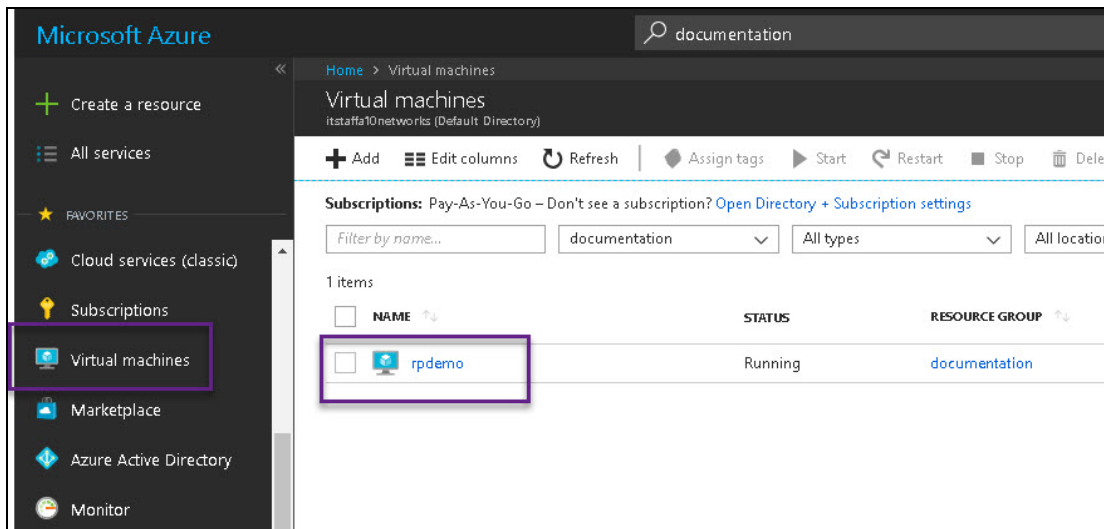 Microsoft Azure
documentation
Create a resource
All services
FAVORITES
Cloud services (classic)
Subscriptions
Virtual machines
Marketplace
Azure Active Directory
Monitor
Home > Virtual machines
Virtual machines
itstaffa10networks (Default Directory)
Add Edit columns Refresh Assign tags Start Restart Stop Dele
Subscriptions: Pay-As-You-Go – Don't see a subscription? Open Directory + Subscription settings
Filter by name... documentation All types All location
1 items
NAME STATUS RESOURCE GROUP
rpdemo Running documentation